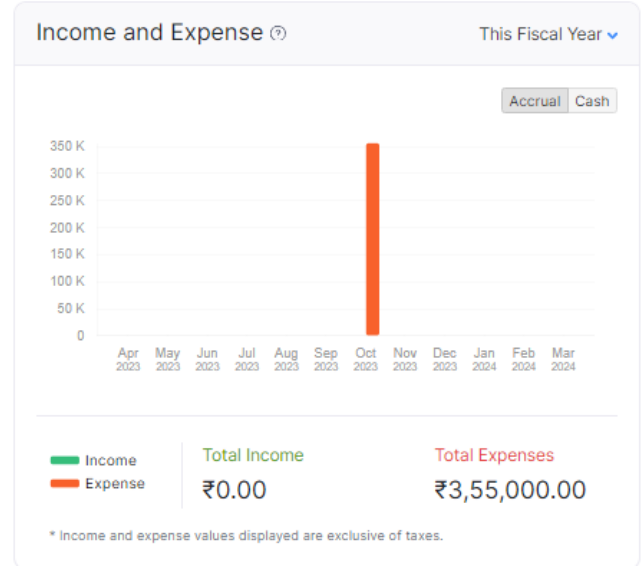 Income and Expense ?
This Fiscal Year
Accrual Cash
350 K
300 K
250 K
200 K
150 K
100 K
50 K
0
Apr May Jun Jul Aug Sep Oct Nov Dec Jan Feb Mar
2023 2023 2023 2023 2023 2023 2023 2023 2023 2024 2024 2024
Income
Expense
Total Income
₹0.00
Total Expenses
₹3,55,000.00
* Income and expense values displayed are exclusive of taxes.